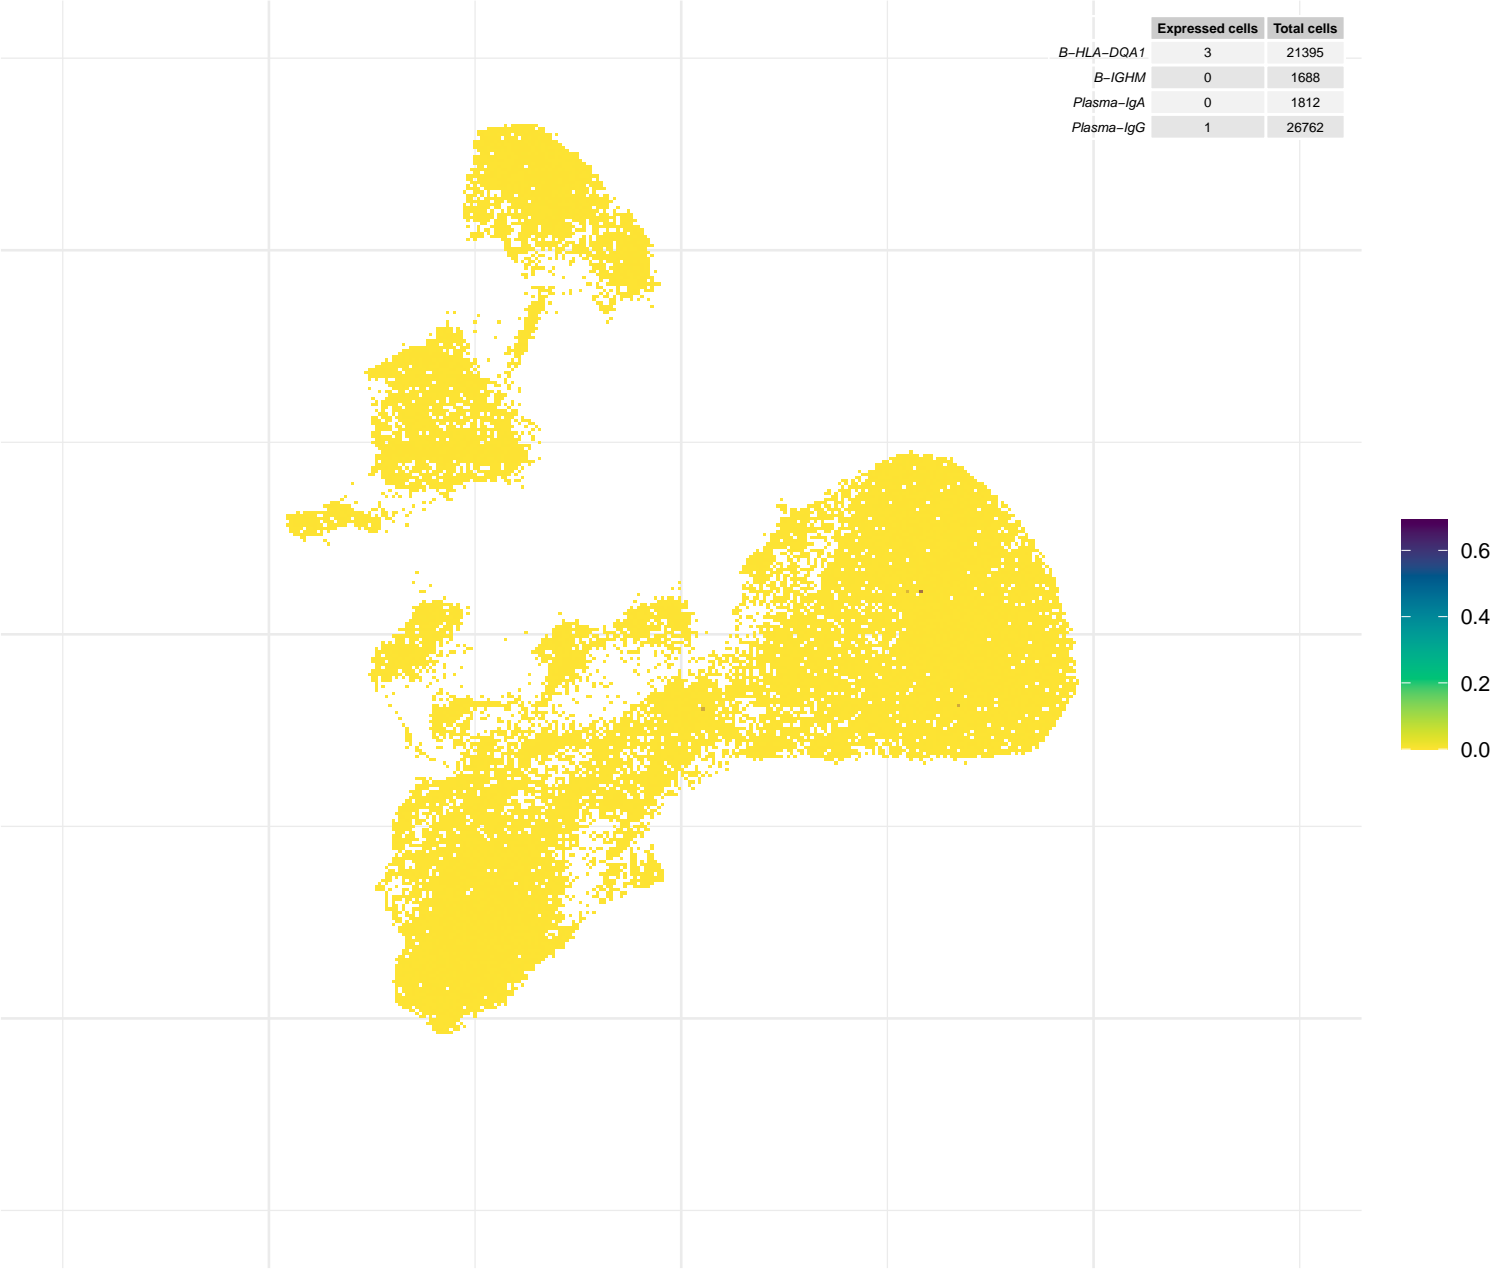 Expressed cells Total cells
B−HLA−DQA1 3 21395
B−IGHM 0 1688
Plasma−IgA 0 1812
Plasma−IgG 1 26762
0.6
0.4
0.2
0.0